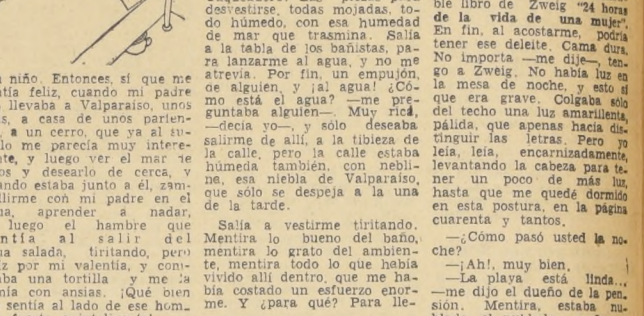 niño. Entonces, sí que me
tía feliz, cuando mi padre
llevaba a Valparaíso, unos
s, a casa de unos parien-
a un cerro, que ya al su-
lo me parecía muy intere-
te, y luego ver el mar
os y desearlo de cerca, y
ando estaba junto a él, zam-
llirme con mi padre en el
na, aprender a nadar,
luego el hambre que
ntía al salir del
na salada, tiritando, pero
z por mi valentía, y com-
ba una tortilla y me la
nía con ansias. ¡Qué bien
sentía al lado de ese hom-
desvestirse, todas mojadas, to-
do húmedo, con esa humedad
de mar que trasmina. Salía
a la tabla de los bañistas, pa-
ra lanzarme al agua, y no me
atrevía. Por fin, un empujón,
de alguien, y ¡al agua! ¿Có-
mo está el agua? —me pre-
guntaba alguien—. Muy rica,
—decía yo—, y sólo deseaba
salirme de allí, a la tibieza de
la calle, pero la calle estaba
húmeda también, con nebli-
na, esa niebla de Valparaíso,
que sólo se despeja a la una
de la tarde.
Salía a vestirme tiritando.
Mentira lo bueno del baño,
mentira lo grato del ambien-
te, mentira todo lo que había
vivido allí dentro, que me ha-
bía costado un esfuerzo enor-
me. Y ¿para qué? Para lle-
ble libro de Zweig "24 horas
de la vida de una mujer".
En fin, al acostarme, podría
tener ese deleite. Cama dura.
No importa —me dije—, ten-
go a Zweig. No había luz en
la mesa de noche, y esto sí
que era grave. Colgaba sólo
del techo una luz amarillenta,
pálida, que apenas hacía dis-
tinguir las letras. Pero yo
leía, leía, encarnizadamente,
levantando la cabeza para te-
ner un poco de más luz,
hasta que me quedé dormido
en esta postura, en la página
cuarenta y tantos.
—¿Cómo pasó usted la no-
che?
—¡Ah!, muy bien.
—La playa está linda...
—me dijo el dueño de la pen-
sión. Mentira, estaba nu-